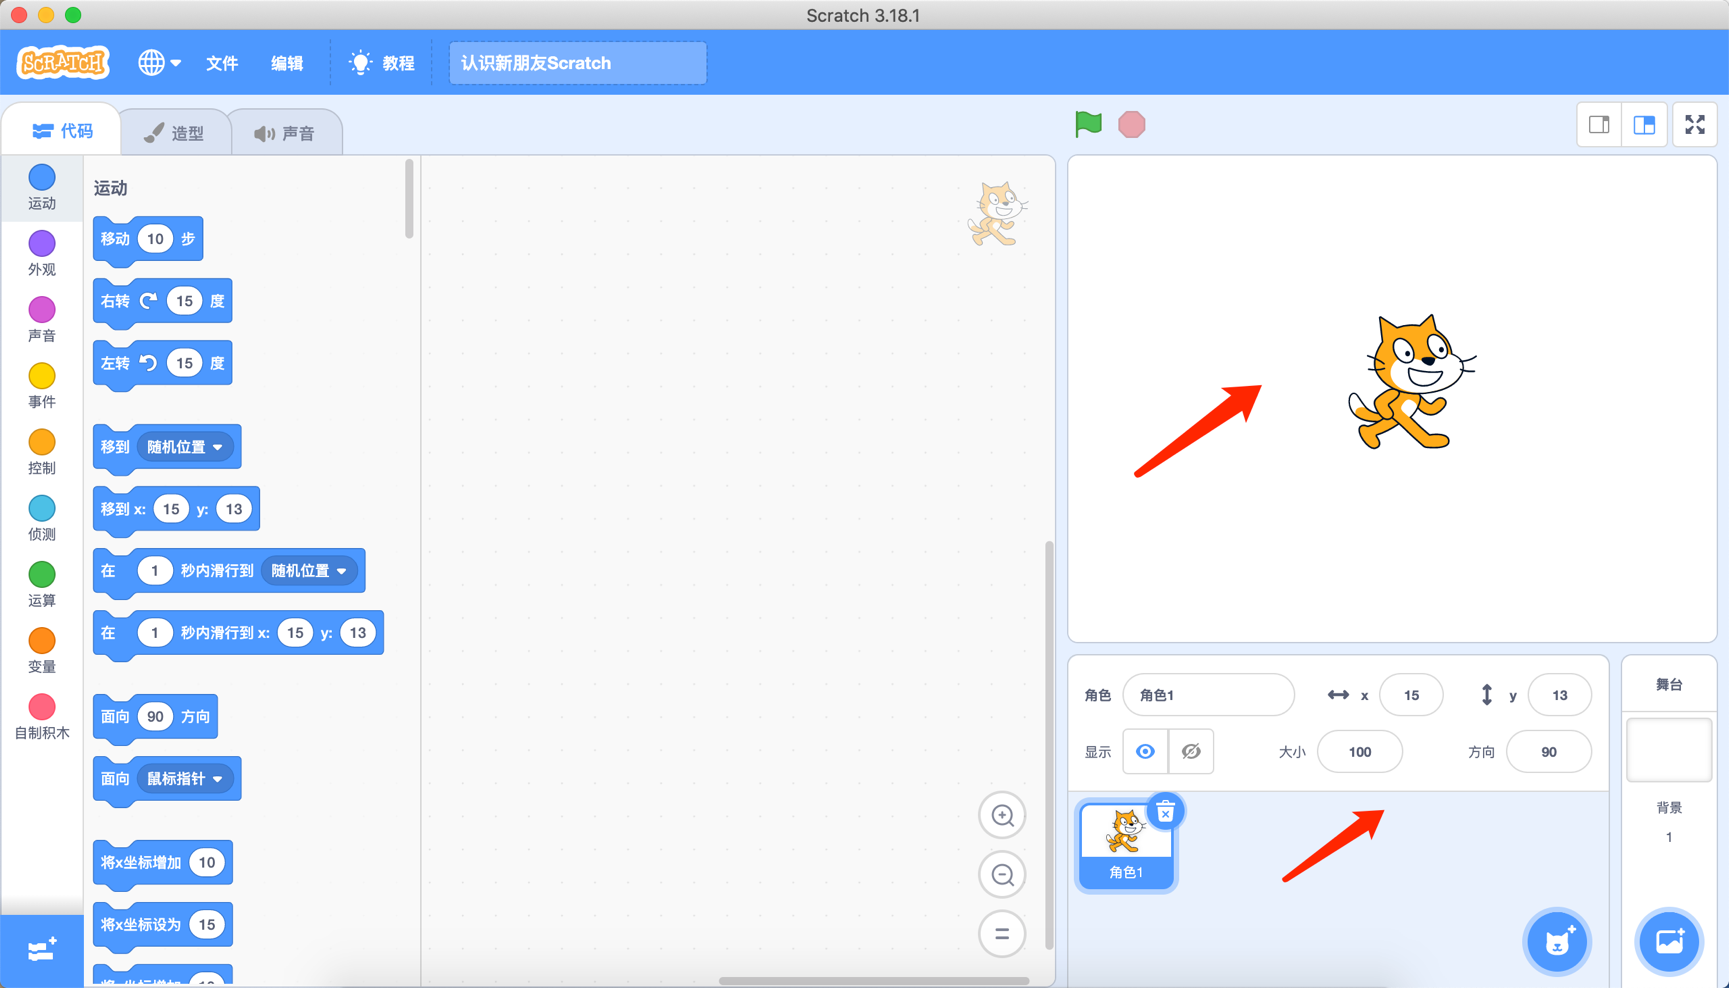 Scratch 3.18.1
SCRATCH 文件 编辑 教程 认识新朋友Scratch
代码 造型 声音
运动
外观
声音
事件
控制
侦测
运算
变量
自制积木
运动
移动 10 步
右转 15 度
左转 15 度
移到 随机位置
移到 x: 15 y: 13
在 1 秒内滑行到 随机位置
在 1 秒内滑行到 x: 15 y: 13
面向 90 方向
面向 鼠标指针
将x坐标增加 10
将x坐标设为 15
角色 角色1 x 15 y 13
显示 大小 100 方向 90
角色1
舞台
背景
1